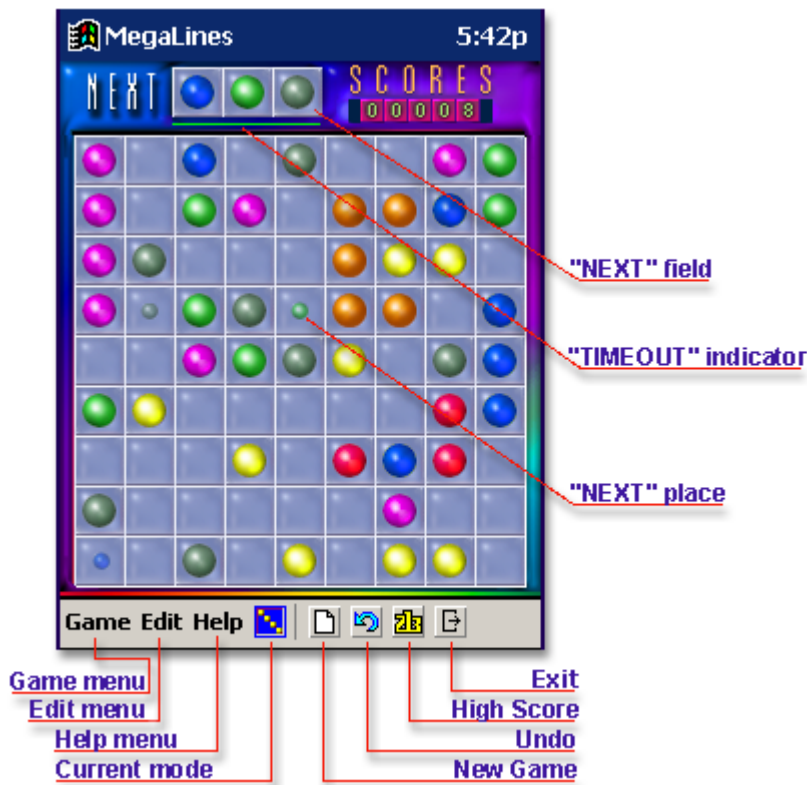 MegaLines 5:42p
NEXT SCORES
00008
"NEXT" field
"TIMEOUT" indicator
"NEXT" place
Game Edit Help
Game menu Exit
Edit menu High Score
Help menu Undo
Current mode New Game